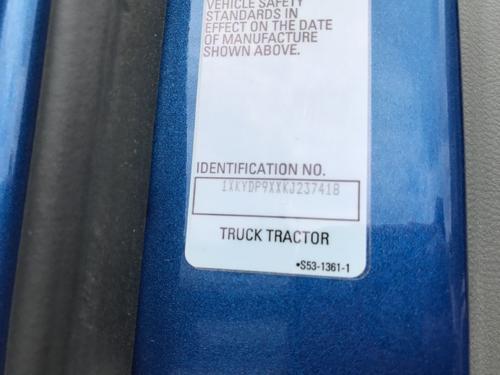 VEHICLE SAFETY
STANDARDS IN
EFFECT ON THE DATE
OF MANUFACTURE
SHOWN ABOVE.
IDENTIFICATION NO.
1XKYDP9XXKJ237418
TRUCK TRACTOR
•S53-1361-1